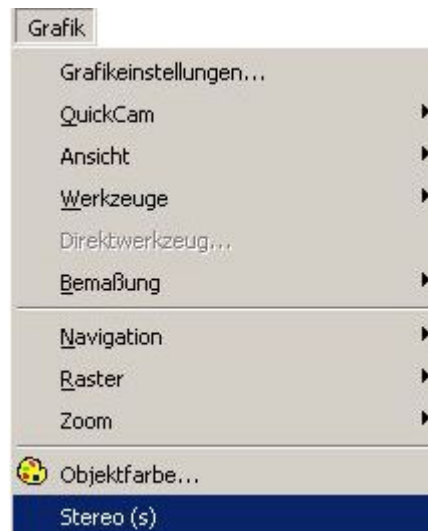 Grafik
Grafikeinstellungen...
QuickCam
Ansicht
Werkzeuge
Direktwerkzeug...
Bemaßung
Navigation
Raster
Zoom
Objektfarbe...
Stereo (s)